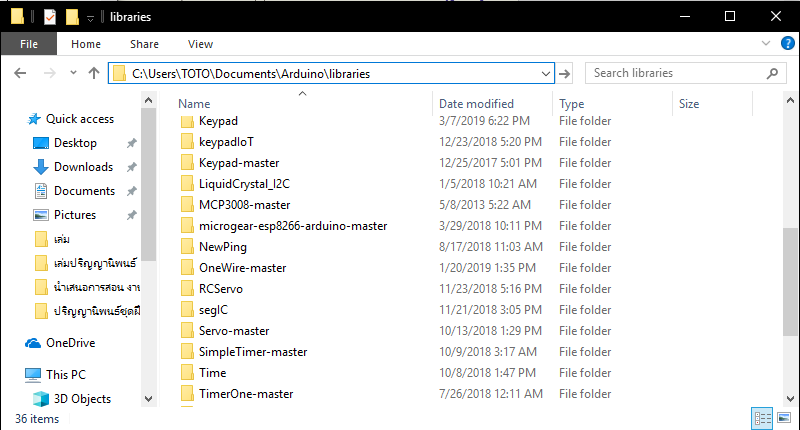 libraries
File Home Share View
C:\Users\TOTO\Documents\Arduino\libraries Search libraries
Name Date modified Type Size
Quick access
Desktop
Downloads
Documents
Pictures
เล่ม
เล่มปริญญานิพนธ์
นำเสนอการสอน งาน
ปริญญานิพนธ์ชุดฝึ
OneDrive
This PC
3D Objects
Keypad 3/7/2019 6:22 PM File folder
keypadIoT 12/23/2018 5:20 PM File folder
Keypad-master 12/25/2017 5:01 PM File folder
LiquidCrystal_I2C 1/5/2018 10:21 AM File folder
MCP3008-master 5/8/2013 5:22 AM File folder
microgear-esp8266-arduino-master 3/29/2018 10:11 PM File folder
NewPing 8/17/2018 11:03 AM File folder
OneWire-master 1/20/2019 1:35 PM File folder
RCServo 11/23/2018 5:16 PM File folder
segIC 11/21/2018 3:05 PM File folder
Servo-master 10/13/2018 1:29 PM File folder
SimpleTimer-master 10/9/2018 3:17 AM File folder
Time 10/8/2018 1:47 PM File folder
TimerOne-master 7/26/2018 12:11 AM File folder
36 items